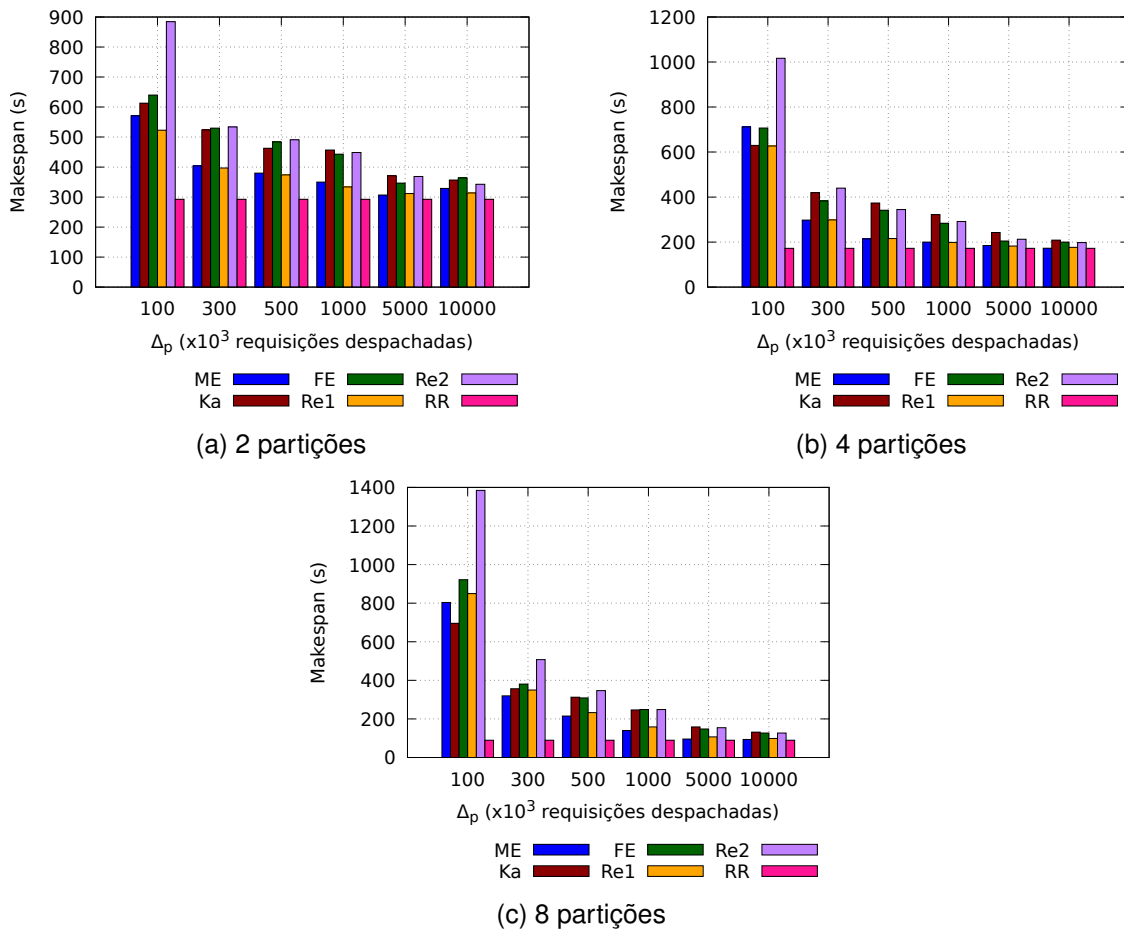 900
800
700
600
500
400
300
200
100
0
Makespan (s)
100 300 500 1000 5000 10000
Δp (x10³ requisições despachadas)
ME FE Re2
Ka Re1 RR
(a) 2 partições
1200
1000
800
600
400
200
0
Makespan (s)
100 300 500 1000 5000 10000
Δp (x10³ requisições despachadas)
ME FE Re2
Ka Re1 RR
(b) 4 partições
1400
1200
1000
800
600
400
200
0
Makespan (s)
100 300 500 1000 5000 10000
Δp (x10³ requisições despachadas)
ME FE Re2
Ka Re1 RR
(c) 8 partições